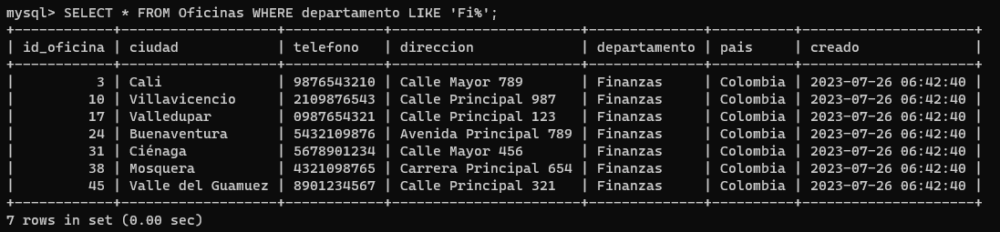 mysql> SELECT * FROM Oficinas WHERE departamento LIKE 'Fi%';
+------------+------------------+------------+-----------------------+--------------+----------+---------------------+
| id_oficina | ciudad           | telefono   | direccion             | departamento | pais     | creado              |
+------------+------------------+------------+-----------------------+--------------+----------+---------------------+
|          3 | Cali             | 9876543210 | Calle Mayor 789       | Finanzas     | Colombia | 2023-07-26 06:42:40 |
|         10 | Villavicencio    | 2109876543 | Calle Principal 987   | Finanzas     | Colombia | 2023-07-26 06:42:40 |
|         17 | Valledupar       | 0987654321 | Calle Principal 123   | Finanzas     | Colombia | 2023-07-26 06:42:40 |
|         24 | Buenaventura     | 5432109876 | Avenida Principal 789 | Finanzas     | Colombia | 2023-07-26 06:42:40 |
|         31 | Ciénaga          | 5678901234 | Calle Mayor 456       | Finanzas     | Colombia | 2023-07-26 06:42:40 |
|         38 | Mosquera         | 4321098765 | Carrera Principal 654 | Finanzas     | Colombia | 2023-07-26 06:42:40 |
|         45 | Valle del Guamuez | 8901234567 | Calle Principal 321   | Finanzas     | Colombia | 2023-07-26 06:42:40 |
+------------+------------------+------------+-----------------------+--------------+----------+---------------------+
7 rows in set (0.00 sec)